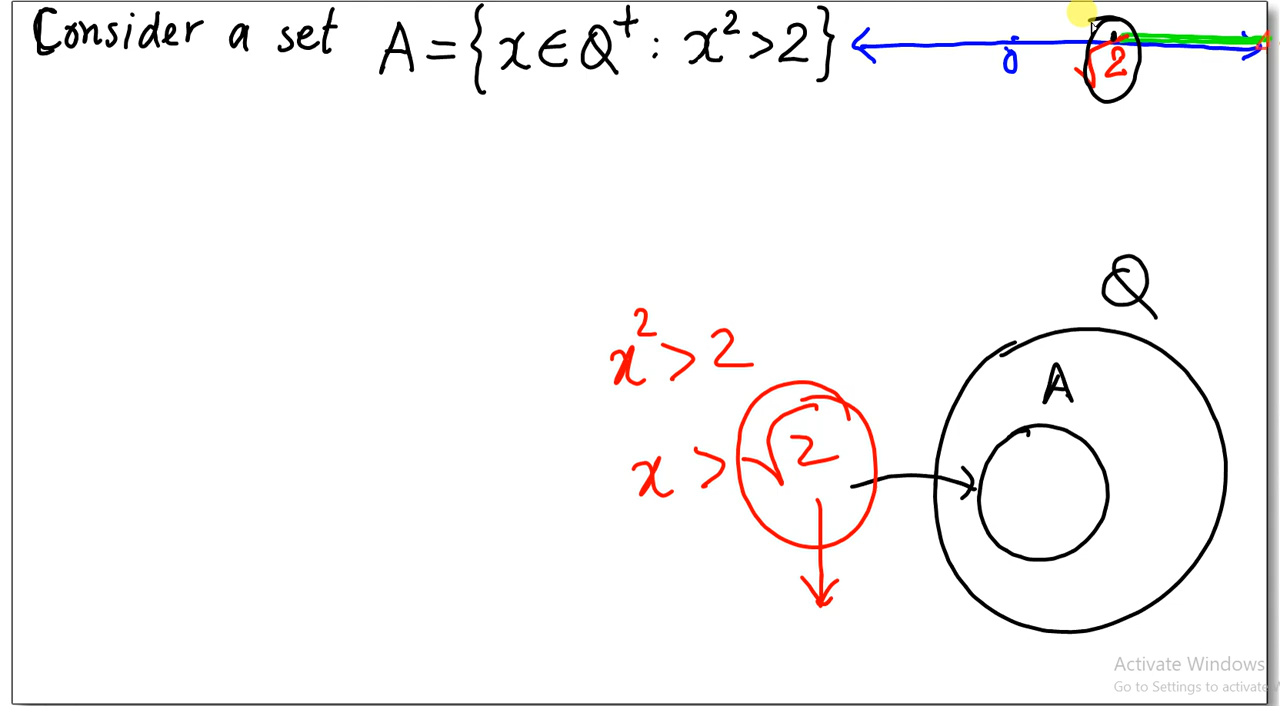 Consider a set A = { x ∈ Q⁺ : x² > 2 }
0
√2
Q
A
x² > 2
x > √2
Activate Windows
Go to Settings to activate